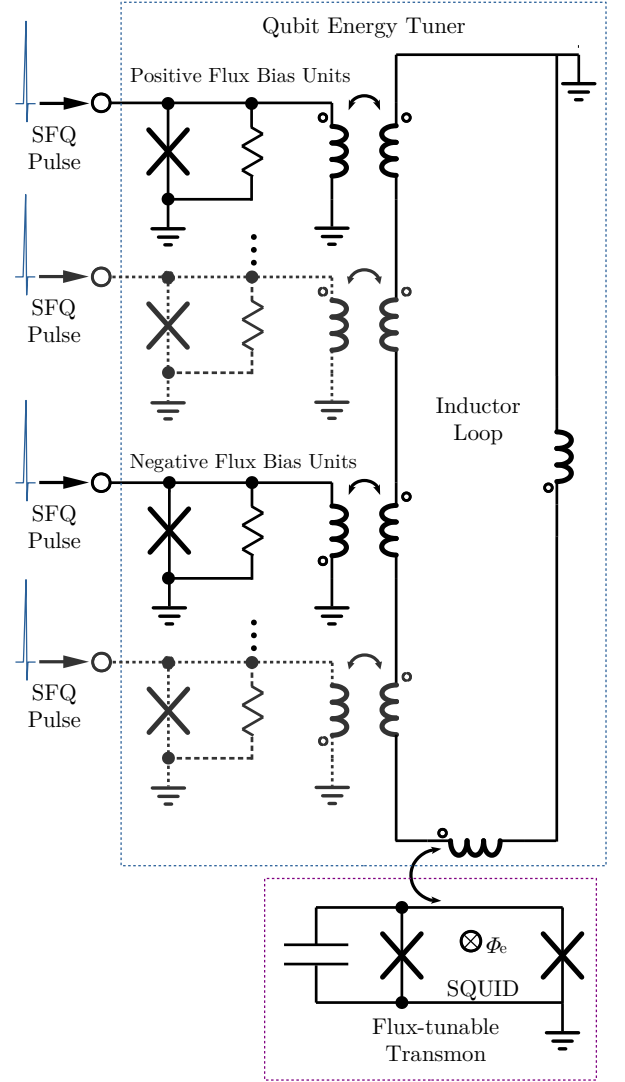 Qubit Energy Tuner
Positive Flux Bias Units
SFQ
Pulse
SFQ
Pulse
Inductor
Loop
Negative Flux Bias Units
SFQ
Pulse
SFQ
Pulse
Φe
SQUID
Flux-tunable
Transmon